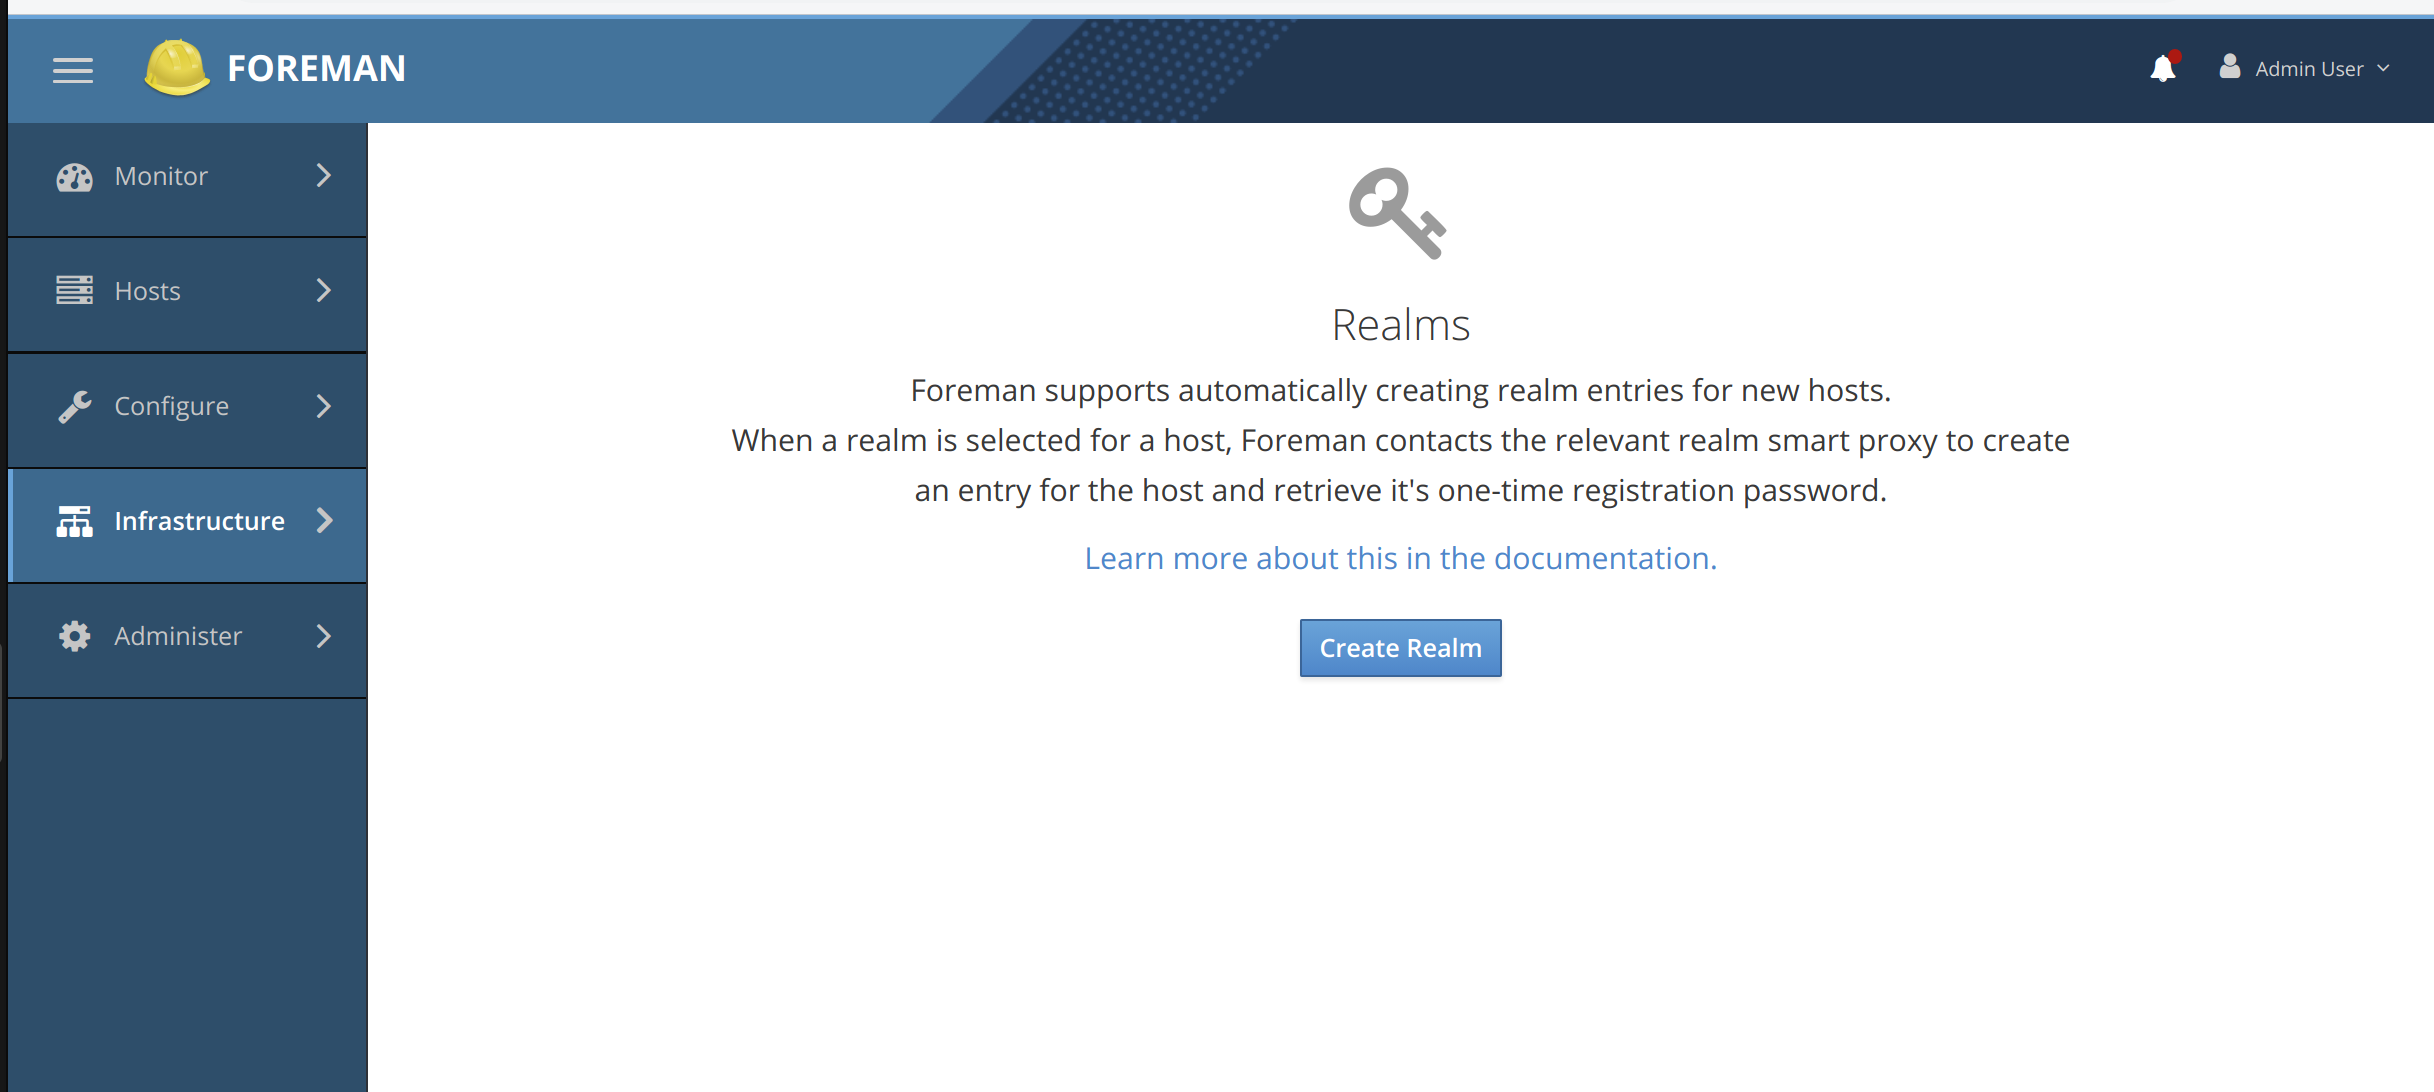 FOREMAN
Admin User
Monitor
Hosts
Configure
Infrastructure
Administer
Realms
Foreman supports automatically creating realm entries for new hosts.
When a realm is selected for a host, Foreman contacts the relevant realm smart proxy to create
an entry for the host and retrieve it's one-time registration password.
Learn more about this in the documentation.
Create Realm